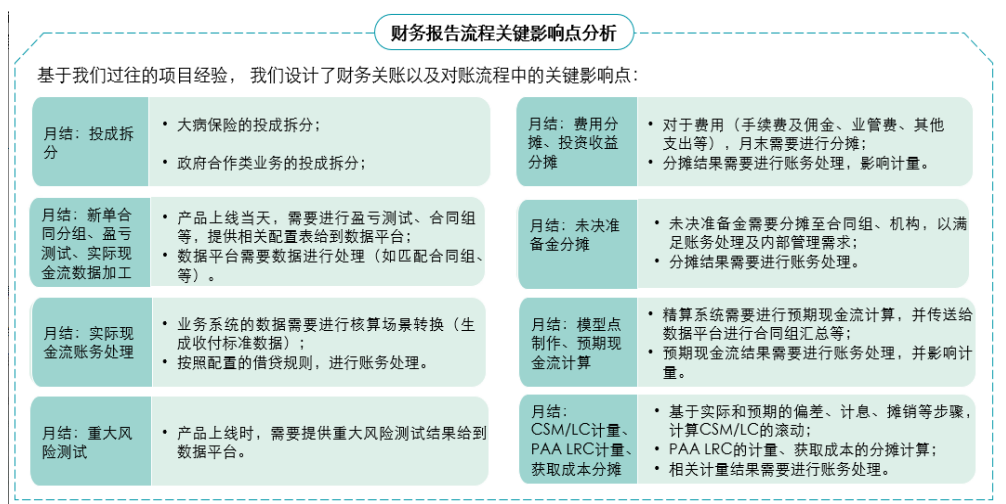 财务报告流程关键影响点分析
基于我们过往的项目经验， 我们设计了财务关账以及对账流程中的关键影响点：
月结：投成拆
分
• 大病保险的投成拆分；
• 政府合作类业务的投成拆分；
月结：新单合
同分组、盈亏
测试、实际现
金流数据加工
• 产品上线当天，需要进行盈亏测试、合同组
等，提供相关配置表给到数据平台；
• 数据平台需要数据进行处理（如匹配合同组、
等）。
月结：实际现
金流账务处理
• 业务系统的数据需要进行核算场景转换（生
成收付标准数据）；
• 按照配置的借贷规则，进行账务处理。
月结：重大风
险测试
• 产品上线时，需要提供重大风险测试结果给到
数据平台。
月结：费用分
摊、投资收益
分摊
• 对于费用（手续费及佣金、业管费、其他
支出等），月末需要进行分摊；
• 分摊结果需要进行账务处理，影响计量。
月结：未决准
备金分摊
• 未决准备金需要分摊至合同组、机构，以满
足账务处理及内部管理需求；
• 分摊结果需要进行账务处理。
月结：模型点
制作、预期现
金流计算
• 精算系统需要进行预期现金流计算，并传送给
数据平台进行合同组汇总等；
• 预期现金流结果需要进行账务处理，并影响计
量。
月结：
CSM/LC计量、
PAA LRC计量、
获取成本分摊
• 基于实际和预期的偏差、计息、摊销等步骤，
计算CSM/LC的滚动；
• PAA LRC的计量、获取成本的分摊计算；
• 相关计量结果需要进行账务处理。